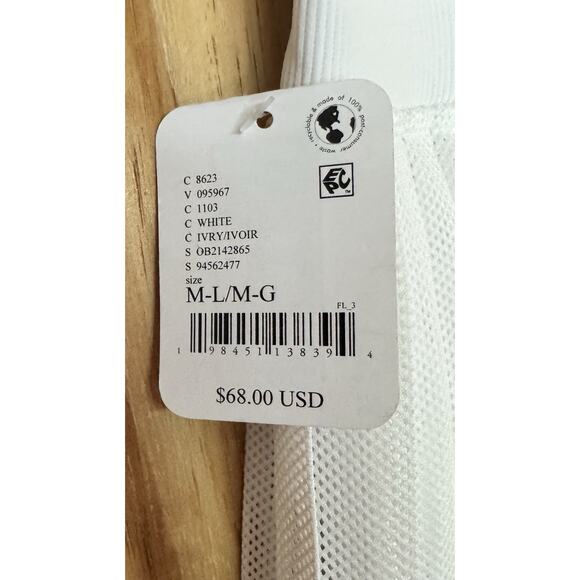 recyclable & made of 100% post-consumer waste •
EPC™
C 8623
V 095967
C 1103
C WHITE
C IVRY/IVOIR
S OB2142865
S 94562477
size
M-L/M-G
FL_3
1 98451 13839 4
$68.00 USD